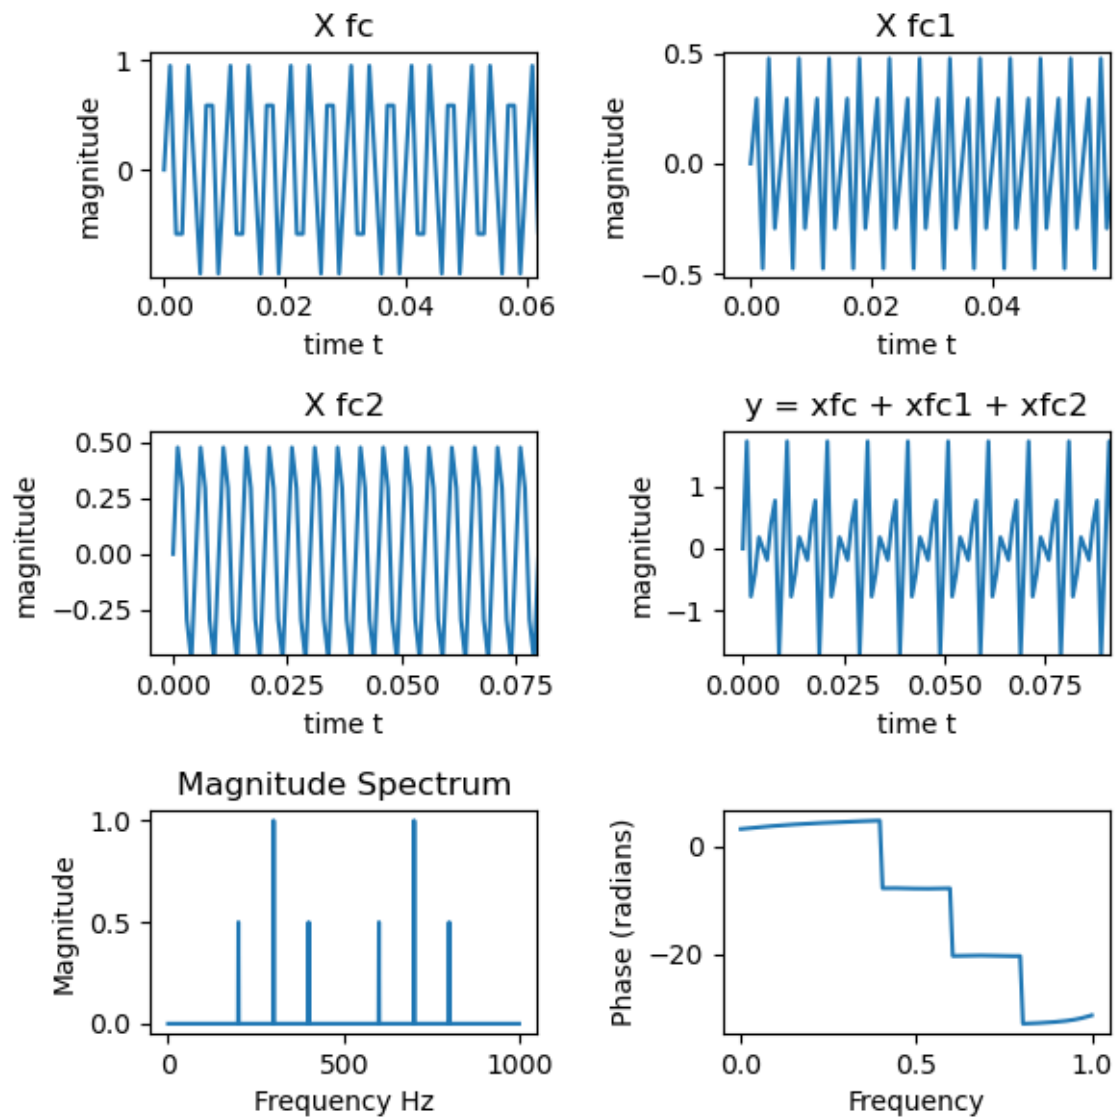 X fc
magnitude
1
0
0.00 0.02 0.04 0.06
time t
X fc1
magnitude
0.5
0.0
−0.5
0.00 0.02 0.04
time t
X fc2
magnitude
0.50
0.25
0.00
−0.25
0.000 0.025 0.050 0.075
time t
y = xfc + xfc1 + xfc2
magnitude
1
0
−1
0.000 0.025 0.050 0.075
time t
Magnitude Spectrum
Magnitude
1.0
0.5
0.0
0 500 1000
Frequency Hz
Phase (radians)
0
−20
0.0 0.5 1.0
Frequency